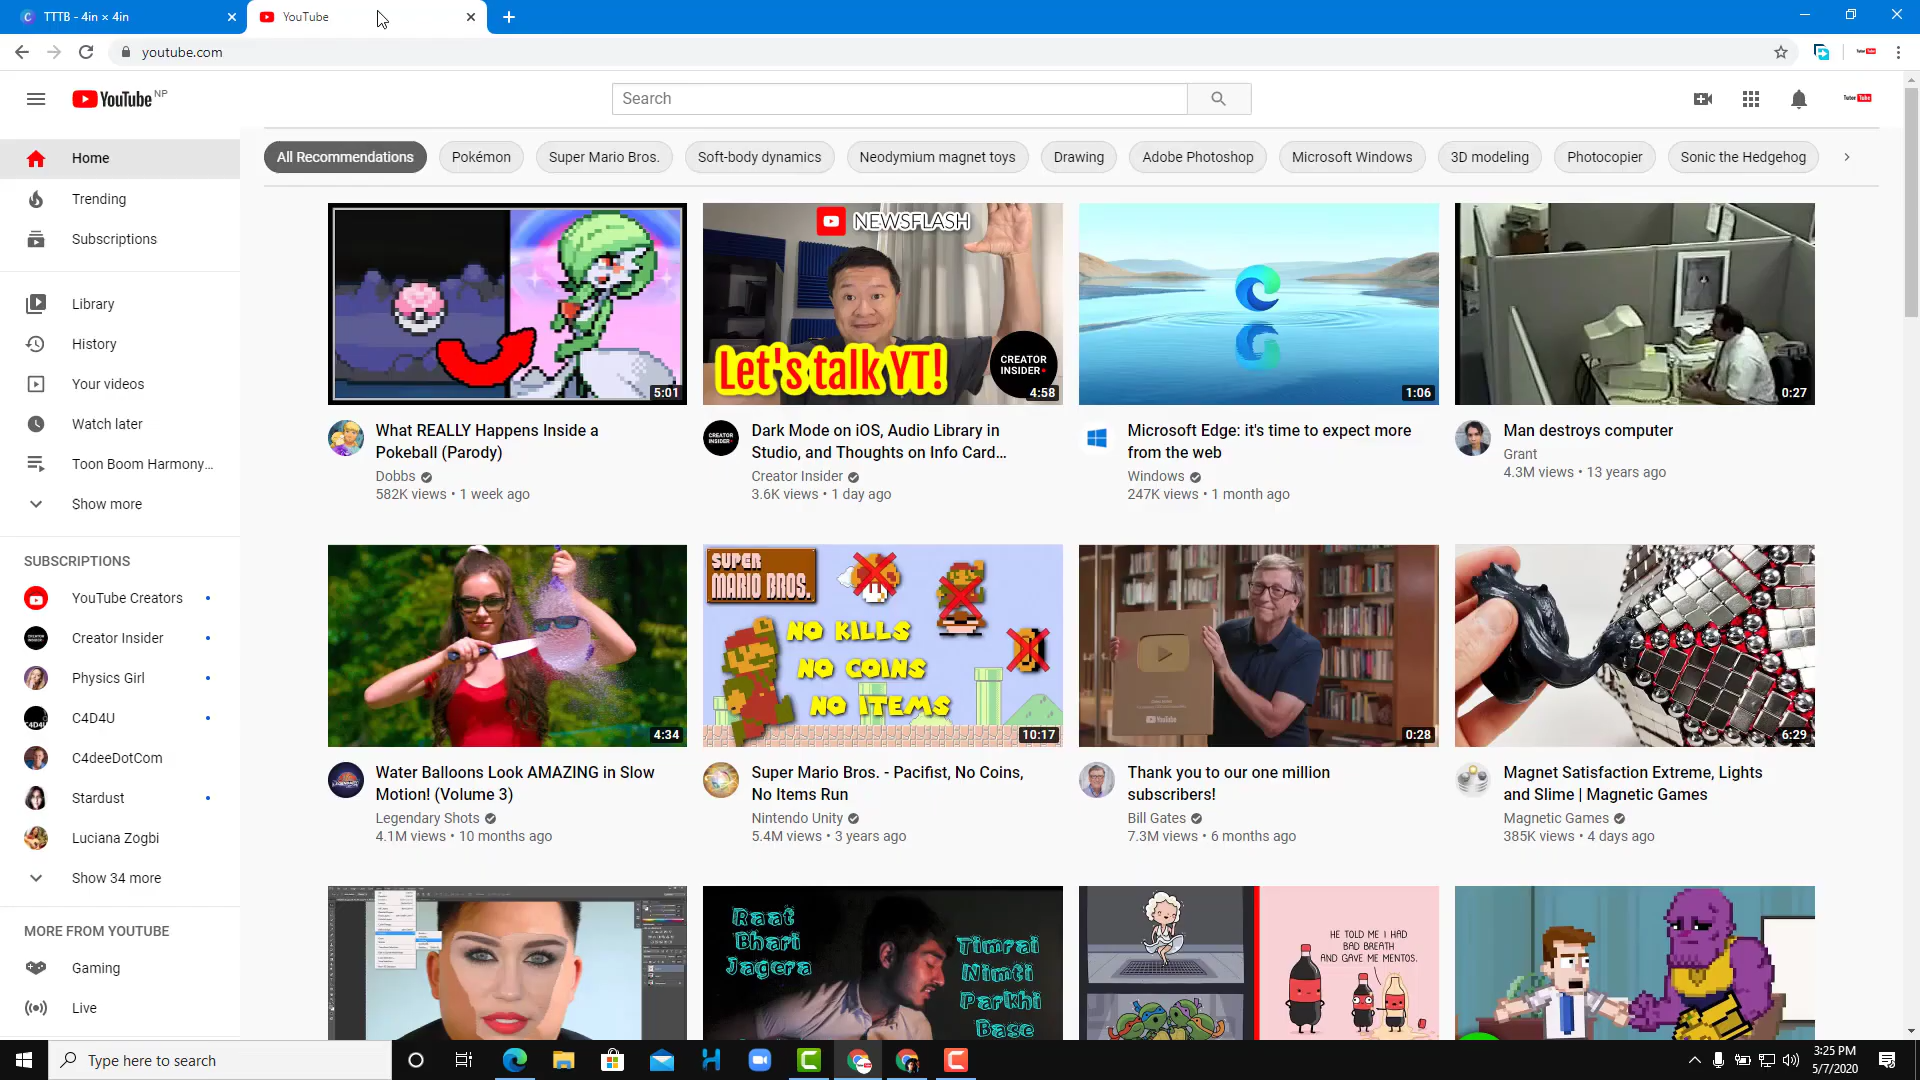 TTTB - 4in × 4in
YouTube
youtube.com
YouTube NP
Search
Home
Trending
Subscriptions
Library
History
Your videos
Watch later
Toon Boom Harmony...
Show more
SUBSCRIPTIONS
YouTube Creators
Creator Insider
Physics Girl
C4D4U
C4deeDotCom
Stardust
Luciana Zogbi
Show 34 more
MORE FROM YOUTUBE
Gaming
Live
All Recommendations
Pokémon
Super Mario Bros.
Soft-body dynamics
Neodymium magnet toys
Drawing
Adobe Photoshop
Microsoft Windows
3D modeling
Photocopier
Sonic the Hedgehog
5:01
NEWSFLASH
Let's talk YT!
CREATOR
INSIDER
4:58
1:06
0:27
What REALLY Happens Inside a
Pokeball (Parody)
Dobbs
582K views • 1 week ago
Dark Mode on iOS, Audio Library in
Studio, and Thoughts on Info Card...
Creator Insider
3.6K views • 1 day ago
Microsoft Edge: it's time to expect more
from the web
Windows
247K views • 1 month ago
Man destroys computer
Grant
4.3M views • 13 years ago
4:34
SUPER
MARIO BROS.
NO KILLS
NO COINS
NO ITEMS
10:17
YouTube
0:28
6:29
Water Balloons Look AMAZING in Slow
Motion! (Volume 3)
Legendary Shots
4.1M views • 10 months ago
Super Mario Bros. - Pacifist, No Coins,
No Items Run
Nintendo Unity
5.4M views • 3 years ago
Thank you to our one million
subscribers!
Bill Gates
7.3M views • 6 months ago
Magnet Satisfaction Extreme, Lights
and Slime | Magnetic Games
Magnetic Games
385K views • 4 days ago
Raat
Bhari
Jagera
Timrai
Nimti
Parkhi
Base
HE TOLD ME I HAD
BAD BREATH
AND GAVE ME MENTOS.
Type here to search
3:25 PM
5/7/2020